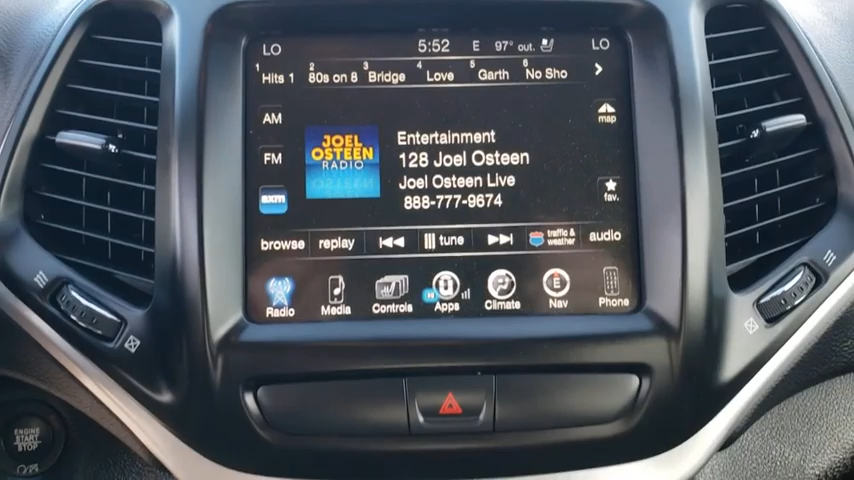 LO 5:52 E 97° out. LO
1 Hits 1 2 80s on 8 3 Bridge 4 Love 5 Garth 6 No Sho
AM
map
JOEL
OSTEEN
RADIO
Entertainment
128 Joel Osteen
Joel Osteen Live
888-777-9674
FM
sxm
fav.
browse replay tune traffic &
weather audio
Radio Media Controls Apps Climate E Nav Phone
ENGINE
START
STOP